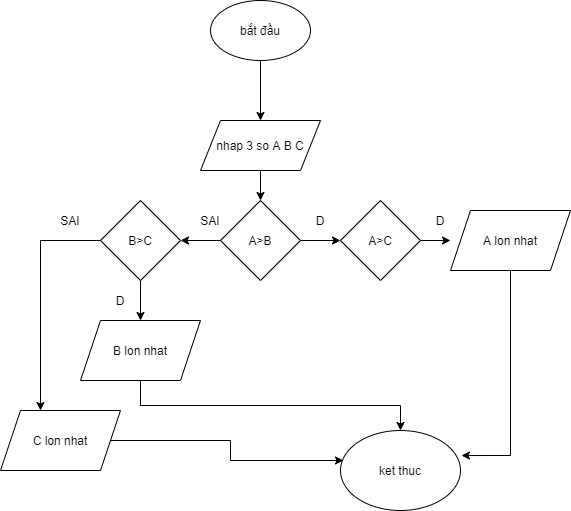 bắt đầu
nhap 3 so A B C
SAI
B>C
SAI
A>B
D
A>C
D
A lon nhat
D
B lon nhat
C lon nhat
ket thuc